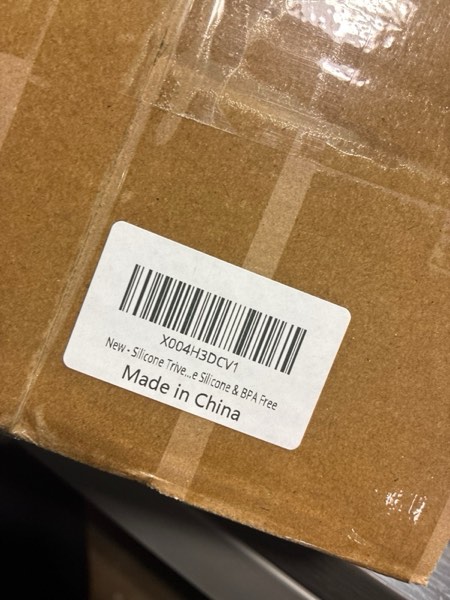 X004H3DCV1
New - Silicone Trive...e Silicone & BPA Free
Made in China